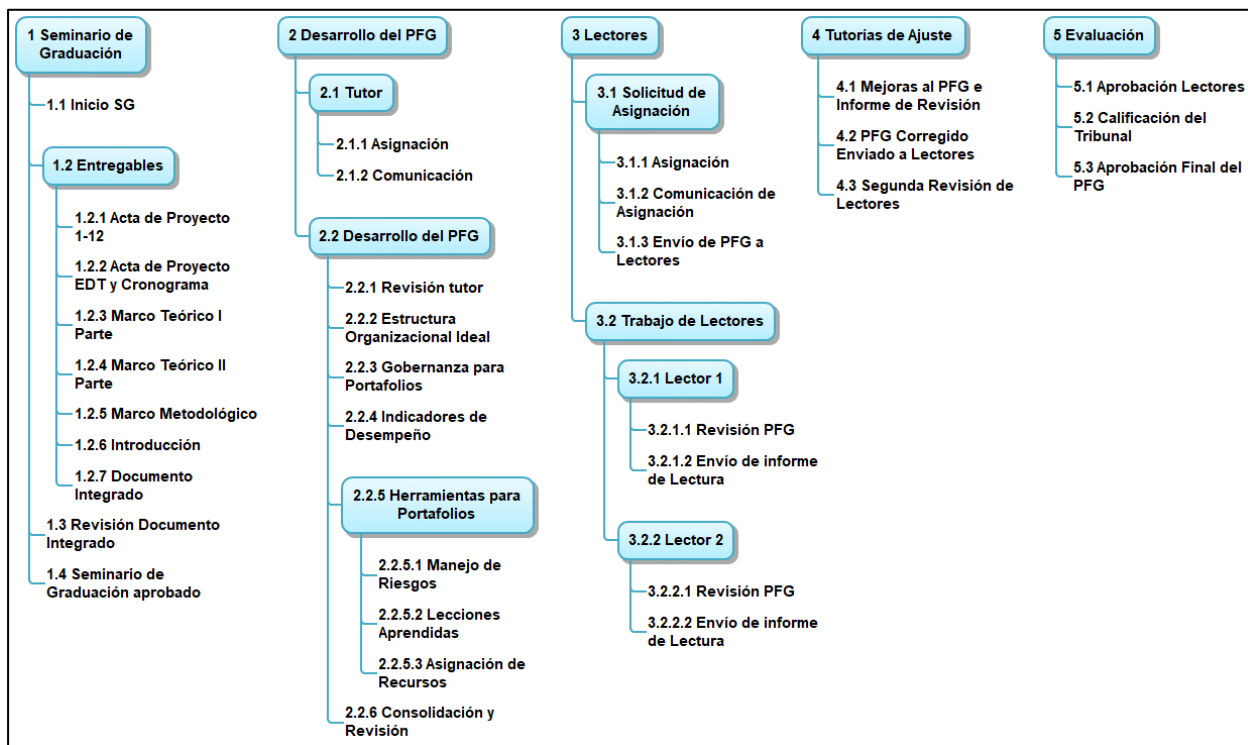 1 Seminario de
Graduación
1.1 Inicio SG
1.2 Entregables
1.2.1 Acta de Proyecto
1-12
1.2.2 Acta de Proyecto
EDT y Cronograma
1.2.3 Marco Teórico I
Parte
1.2.4 Marco Teórico II
Parte
1.2.5 Marco Metodológico
1.2.6 Introducción
1.2.7 Documento
Integrado
1.3 Revisión Documento
Integrado
1.4 Seminario de
Graduación aprobado
2 Desarrollo del PFG
2.1 Tutor
2.1.1 Asignación
2.1.2 Comunicación
2.2 Desarrollo del PFG
2.2.1 Revisión tutor
2.2.2 Estructura
Organizacional Ideal
2.2.3 Gobernanza para
Portafolios
2.2.4 Indicadores de
Desempeño
2.2.5 Herramientas para
Portafolios
2.2.5.1 Manejo de
Riesgos
2.2.5.2 Lecciones
Aprendidas
2.2.5.3 Asignación de
Recursos
2.2.6 Consolidación y
Revisión
3 Lectores
3.1 Solicitud de
Asignación
3.1.1 Asignación
3.1.2 Comunicación de
Asignación
3.1.3 Envío de PFG a
Lectores
3.2 Trabajo de Lectores
3.2.1 Lector 1
3.2.1.1 Revisión PFG
3.2.1.2 Envío de informe
de Lectura
3.2.2 Lector 2
3.2.2.1 Revisión PFG
3.2.2.2 Envío de informe
de Lectura
4 Tutorías de Ajuste
4.1 Mejoras al PFG e
Informe de Revisión
4.2 PFG Corregido
Enviado a Lectores
4.3 Segunda Revisión de
Lectores
5 Evaluación
5.1 Aprobación Lectores
5.2 Calificación del
Tribunal
5.3 Aprobación Final del
PFG